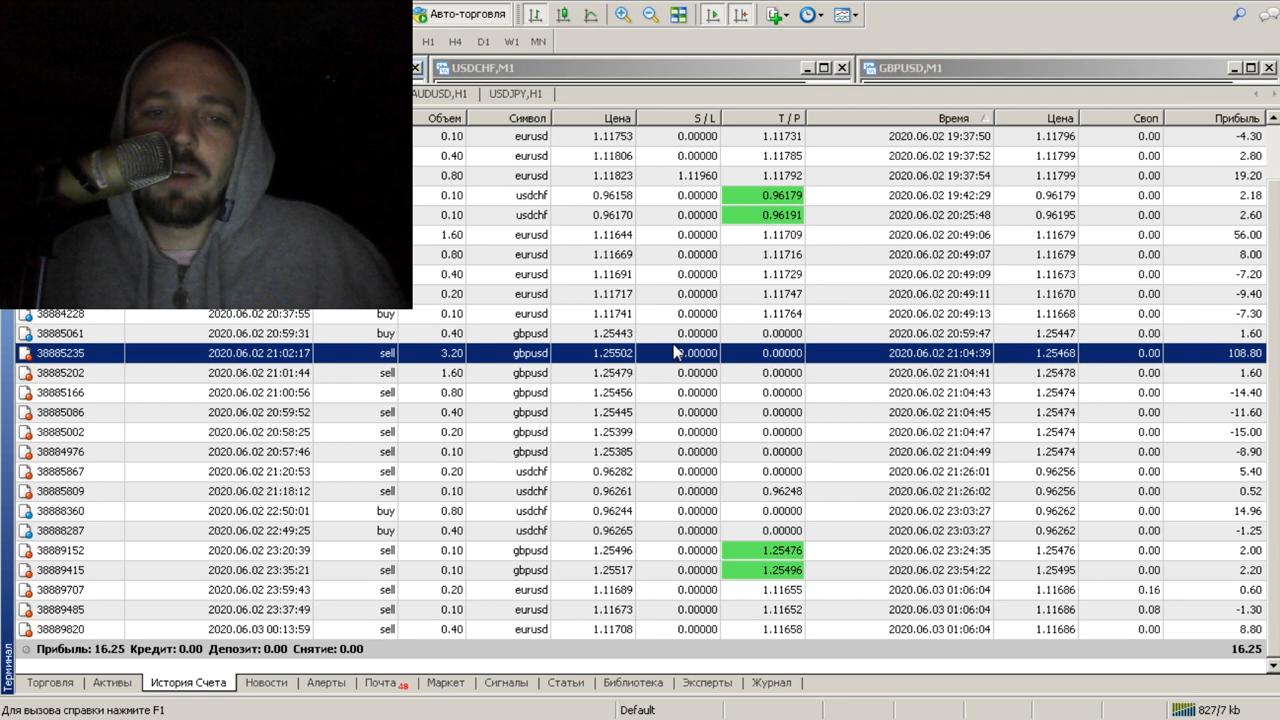 Авто-торговля
H1 H4 D1 W1 MN
USDCHF,M1 GBPUSD,M1
AUDUSD,H1 USDJPY,H1
Объем Символ Цена S / L T / P Время Цена Своп Прибыль
0.10 eurusd 1.11753 0.00000 1.11731 2020.06.02 19:37:50 1.11796 0.00 -4.30
0.40 eurusd 1.11806 0.00000 1.11785 2020.06.02 19:37:52 1.11799 0.00 2.80
0.80 eurusd 1.11823 1.11960 1.11792 2020.06.02 19:37:54 1.11799 0.00 19.20
0.10 usdchf 0.96158 0.00000 0.96179 2020.06.02 19:42:29 0.96179 0.00 2.18
0.10 usdchf 0.96170 0.00000 0.96191 2020.06.02 20:25:48 0.96195 0.00 2.60
1.60 eurusd 1.11644 0.00000 1.11709 2020.06.02 20:49:06 1.11679 0.00 56.00
0.80 eurusd 1.11669 0.00000 1.11716 2020.06.02 20:49:07 1.11679 0.00 8.00
0.40 eurusd 1.11691 0.00000 1.11729 2020.06.02 20:49:09 1.11673 0.00 -7.20
0.20 eurusd 1.11717 0.00000 1.11747 2020.06.02 20:49:11 1.11670 0.00 -9.40
38884228 2020.06.02 20:37:55 buy 0.10 eurusd 1.11741 0.00000 1.11764 2020.06.02 20:49:13 1.11668 0.00 -7.30
38885061 2020.06.02 20:59:31 buy 0.40 gbpusd 1.25443 0.00000 0.00000 2020.06.02 20:59:47 1.25447 0.00 1.60
38885235 2020.06.02 21:02:17 sell 3.20 gbpusd 1.25502 0.00000 0.00000 2020.06.02 21:04:39 1.25468 0.00 108.80
38885202 2020.06.02 21:01:44 sell 1.60 gbpusd 1.25479 0.00000 0.00000 2020.06.02 21:04:41 1.25478 0.00 1.60
38885166 2020.06.02 21:00:56 sell 0.80 gbpusd 1.25456 0.00000 0.00000 2020.06.02 21:04:43 1.25474 0.00 -14.40
38885086 2020.06.02 20:59:52 sell 0.40 gbpusd 1.25445 0.00000 0.00000 2020.06.02 21:04:45 1.25474 0.00 -11.60
38885002 2020.06.02 20:58:25 sell 0.20 gbpusd 1.25399 0.00000 0.00000 2020.06.02 21:04:47 1.25474 0.00 -15.00
38884976 2020.06.02 20:57:46 sell 0.10 gbpusd 1.25385 0.00000 0.00000 2020.06.02 21:04:49 1.25474 0.00 -8.90
38885867 2020.06.02 21:20:53 sell 0.20 usdchf 0.96282 0.00000 0.00000 2020.06.02 21:26:01 0.96256 0.00 5.40
38885809 2020.06.02 21:18:12 sell 0.10 usdchf 0.96261 0.00000 0.96248 2020.06.02 21:26:02 0.96256 0.00 0.52
38888360 2020.06.02 22:50:01 buy 0.80 usdchf 0.96244 0.00000 0.00000 2020.06.02 23:03:27 0.96262 0.00 14.96
38888287 2020.06.02 22:49:25 buy 0.40 usdchf 0.96265 0.00000 0.00000 2020.06.02 23:03:27 0.96262 0.00 -1.25
38889152 2020.06.02 23:20:39 sell 0.10 gbpusd 1.25496 0.00000 1.25476 2020.06.02 23:24:35 1.25476 0.00 2.00
38889415 2020.06.02 23:35:21 sell 0.10 gbpusd 1.25517 0.00000 1.25496 2020.06.02 23:54:22 1.25495 0.00 2.20
38889707 2020.06.02 23:59:43 sell 0.20 eurusd 1.11689 0.00000 1.11655 2020.06.03 01:06:04 1.11686 0.16 0.60
38889485 2020.06.02 23:37:49 sell 0.10 eurusd 1.11673 0.00000 1.11652 2020.06.03 01:06:04 1.11686 0.08 -1.30
38889820 2020.06.03 00:13:59 sell 0.40 eurusd 1.11708 0.00000 1.11658 2020.06.03 01:06:04 1.11686 0.00 8.80
Прибыль: 16.25 Кредит: 0.00 Депозит: 0.00 Снятие: 0.00 16.25
Терминал
Торговля Активы История Счета Новости Алерты Почта 48 Маркет Сигналы Статьи Библиотека Эксперты Журнал
Для вызова справки нажмите F1 Default 827/7 kb